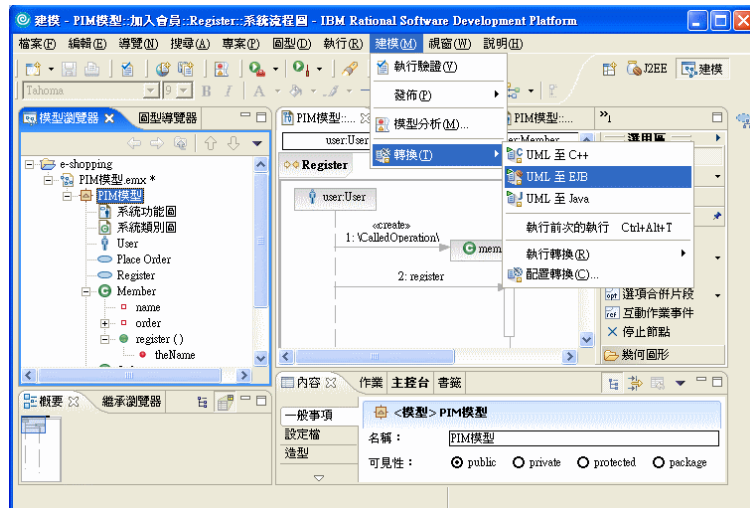 建模 - PIM模型::加入會員::Register::系統流程圖 - IBM Rational Software Development Platform
檔案(F) 編輯(E) 導覽(N) 搜尋(A) 專案(P) 圖型(D) 執行(R) 建模(M) 視窗(W) 說明(H)
J2EE 建模
Tahoma 9 B I A
執行驗證(V)
發佈(P)
模型分析(M)...
轉換(T)
UML 至 C++
UML 至 EJB
UML 至 Java
執行前次的執行 Ctrl+Alt+T
執行轉換(R)
配置轉換(C)...
模型瀏覽器 圖型導覽器
e-shopping
PIM模型.emx *
PIM模型
系統功能圖
系統類別圖
User
Place Order
Register
Member
name
order
register ( )
theName
PIM模型::... PIM模型::... »1
user:User er:Member
Register
user:User
«create»
1: \CalledOperation\
mem
2: register
選用區
選項合併片段
互動作業事件
停止節點
幾何圖形
概要 繼承瀏覽器
內容 作業 主控台 書籤
一般事項
設定檔
造型
<模型> PIM模型
名稱： PIM模型
可見性： public private protected package